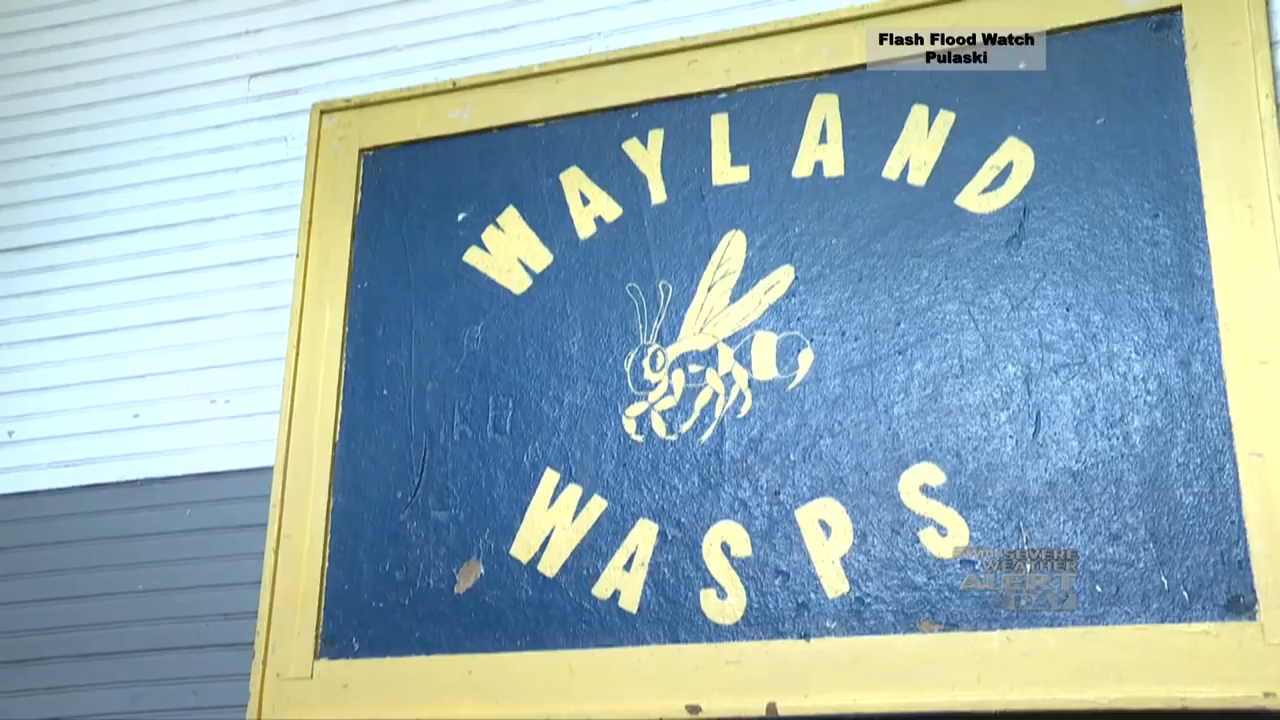 Flash Flood Watch
Pulaski
WAYLAND
WASPS
SEVERE
WEATHER
ALERT
DAY